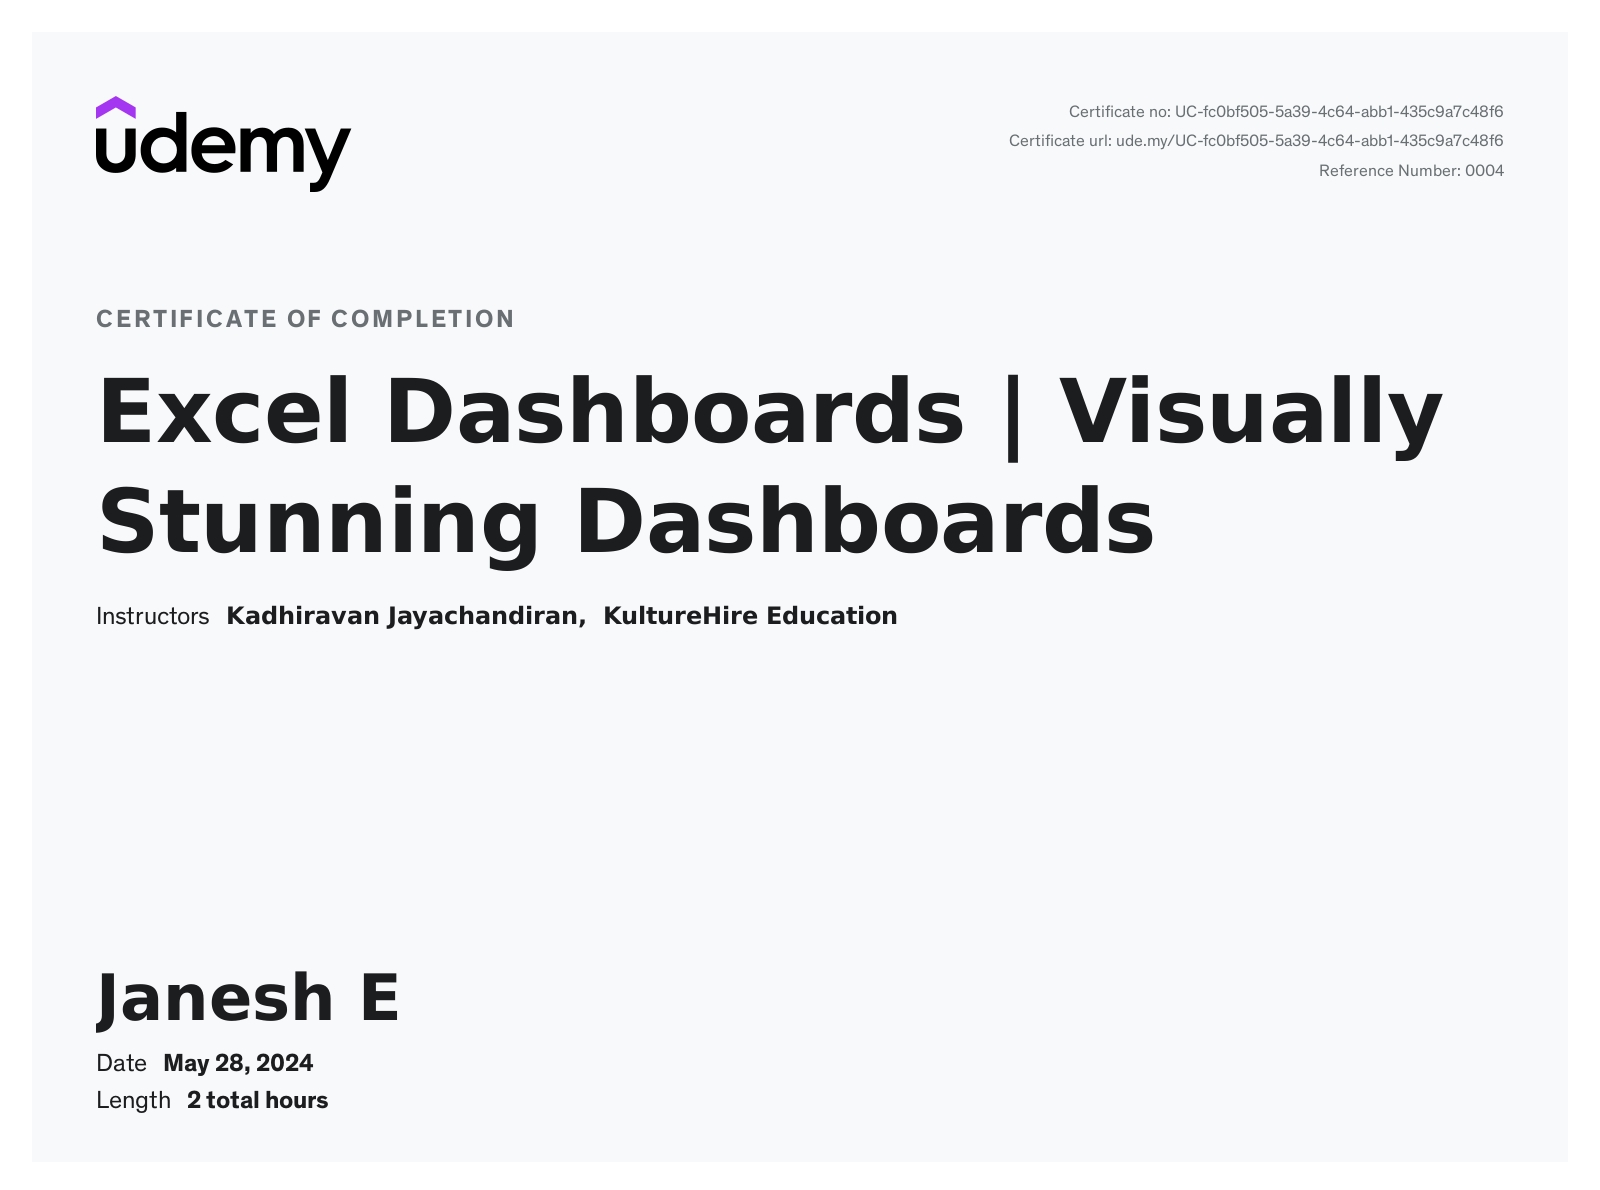 udemy
Certificate no: UC-fc0bf505-5a39-4c64-abb1-435c9a7c48f6
Certificate url: ude.my/UC-fc0bf505-5a39-4c64-abb1-435c9a7c48f6
Reference Number: 0004
CERTIFICATE OF COMPLETION
Excel Dashboards | Visually
Stunning Dashboards
Instructors Kadhiravan Jayachandiran, KultureHire Education
Janesh E
Date May 28, 2024
Length 2 total hours